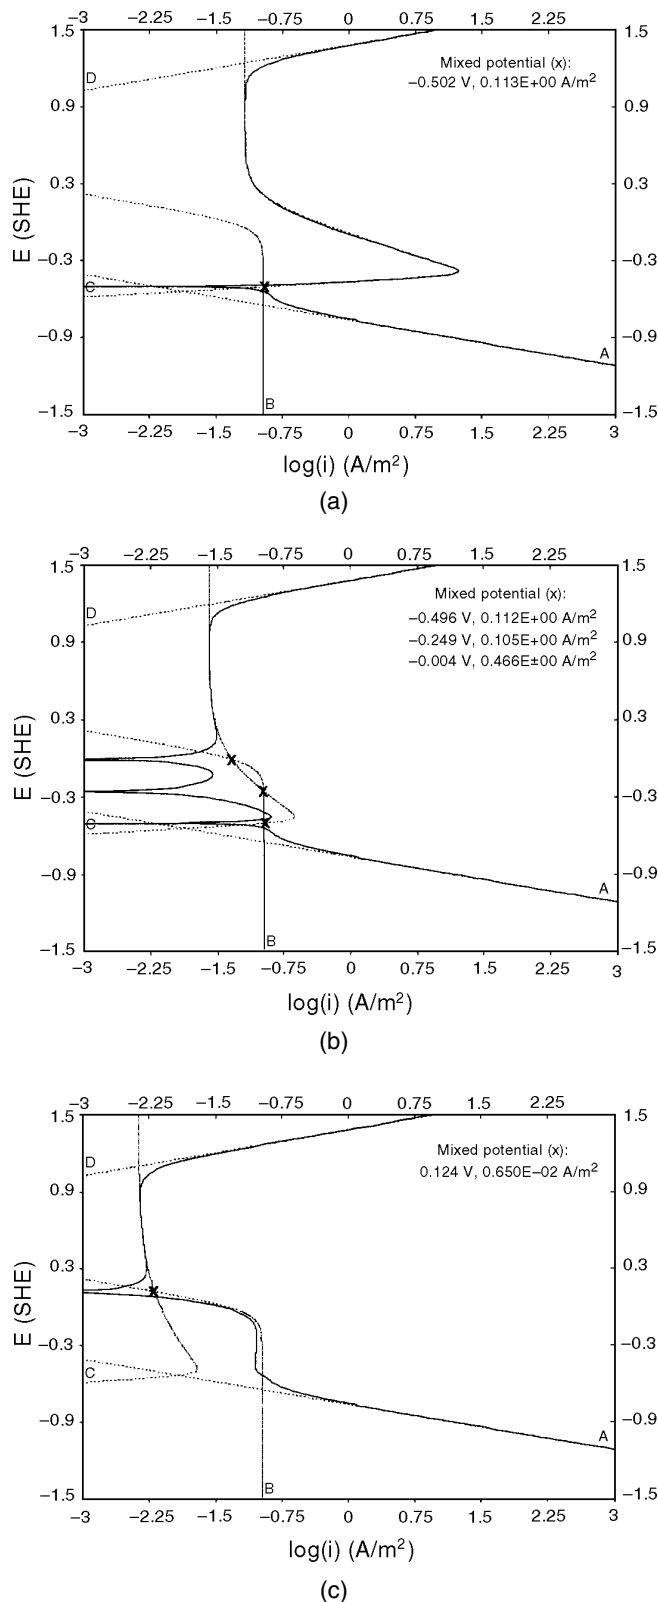 −3 −2.25 −1.5 −0.75 0 0.75 1.5 2.25
1.5 1.5
D
Mixed potential (x):
−0.502 V, 0.113E+00 A/m²
0.9 0.9
0.3 0.3
E (SHE)
−0.3 −0.3
C
−0.9 −0.9
A
B
−1.5 −1.5
−3 −2.25 −1.5 −0.75 0 0.75 1.5 2.25 3
log(i) (A/m²)
(a)
−3 −2.25 −1.5 −0.75 0 0.75 1.5 2.25
1.5 1.5
D
Mixed potential (x):
−0.496 V, 0.112E+00 A/m²
−0.249 V, 0.105E+00 A/m²
−0.004 V, 0.466E±00 A/m²
0.9 0.9
0.3 0.3
E (SHE)
−0.3 −0.3
C
−0.9 −0.9
A
B
−1.5 −1.5
−3 −2.25 −1.5 −0.75 0 0.75 1.5 2.25 3
log(i) (A/m²)
(b)
−3 −2.25 −1.5 −0.75 0 0.75 1.5 2.25
1.5 1.5
D
Mixed potential (x):
0.124 V, 0.650E−02 A/m²
0.9 0.9
0.3 0.3
E (SHE)
−0.3 −0.3
C
−0.9 −0.9
A
B
−1.5 −1.5
−3 −2.25 −1.5 −0.75 0 0.75 1.5 2.25 3
log(i) (A/m²)
(c)